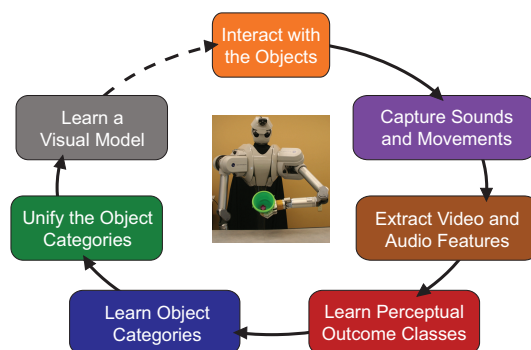 Interact with
the Objects
Capture Sounds
and Movements
Extract Video and
Audio Features
Learn Perceptual
Outcome Classes
Learn Object
Categories
Unify the Object
Categories
Learn a
Visual Model